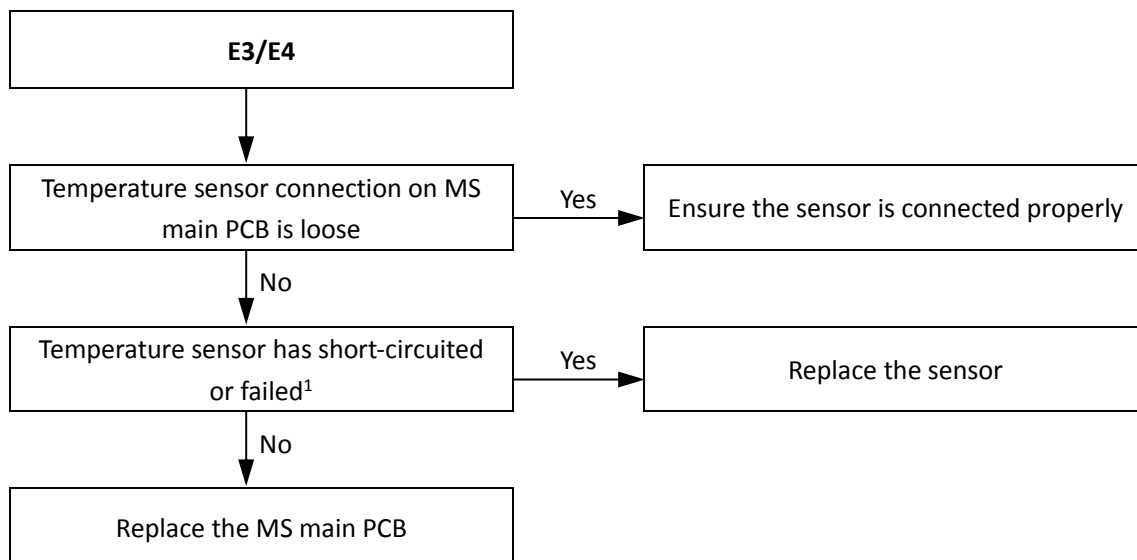 E3/E4
Temperature sensor connection on MS
main PCB is loose
Yes
Ensure the sensor is connected properly
No
Temperature sensor has short-circuited
or failed¹
Yes
Replace the sensor
No
Replace the MS main PCB